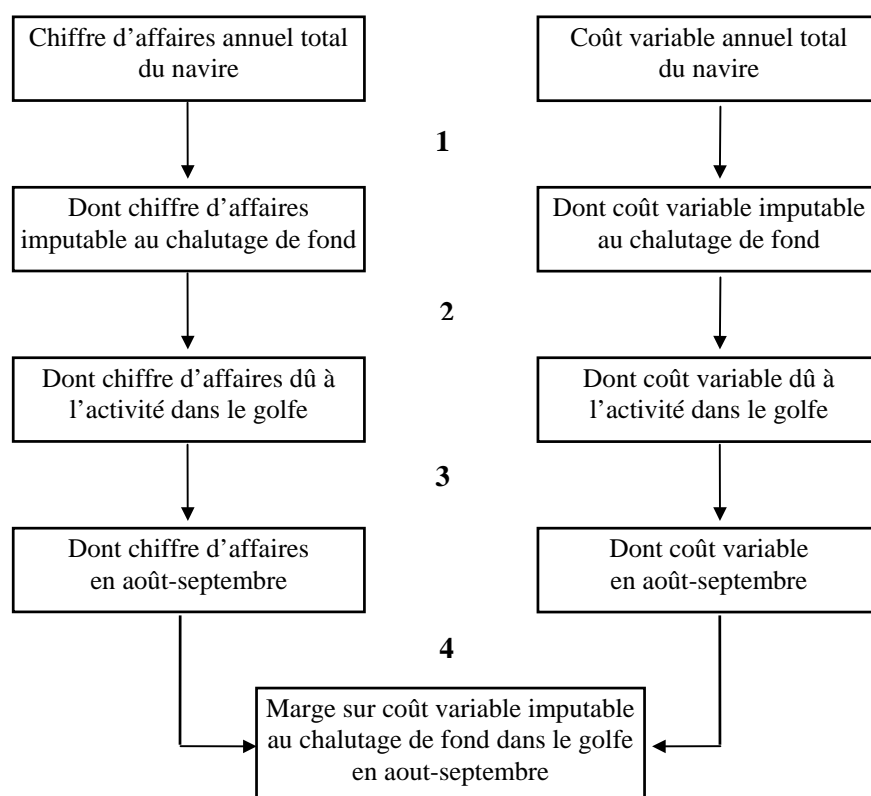 Chiffre d’affaires annuel total
du navire
Coût variable annuel total
du navire
1
Dont chiffre d’affaires
imputable au chalutage de fond
Dont coût variable imputable
au chalutage de fond
2
Dont chiffre d’affaires dû à
l’activité dans le golfe
Dont coût variable dû à
l’activité dans le golfe
3
Dont chiffre d’affaires
en août-septembre
Dont coût variable
en août-septembre
4
Marge sur coût variable imputable
au chalutage de fond dans le golfe
en aout-septembre